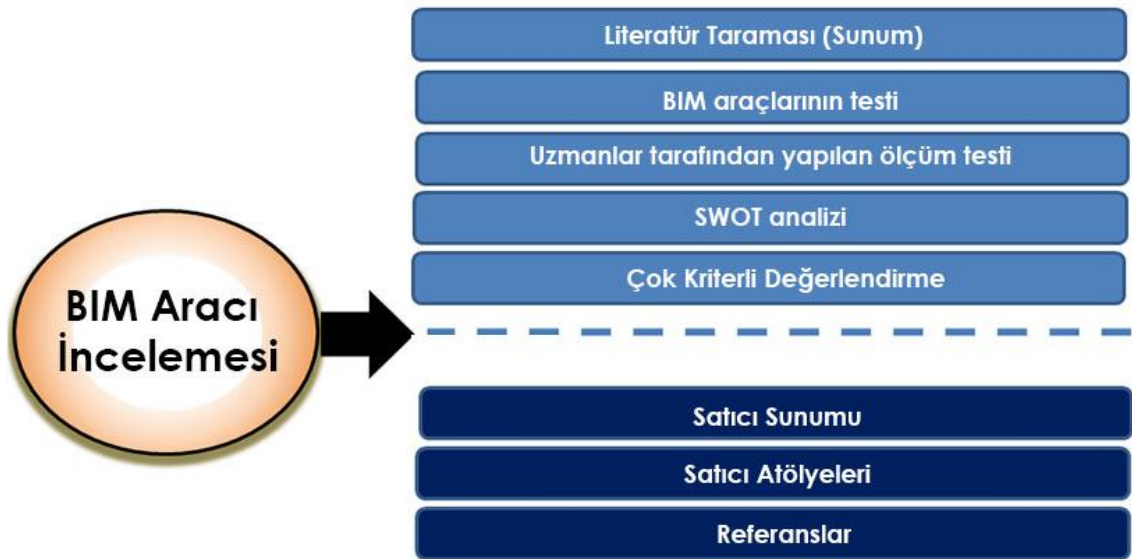 Literatür Taraması (Sunum)
BIM araçlarının testi
Uzmanlar tarafından yapılan ölçüm testi
SWOT analizi
Çok Kriterli Değerlendirme
BIM Aracı
İncelemesi
Satıcı Sunumu
Satıcı Atölyeleri
Referanslar